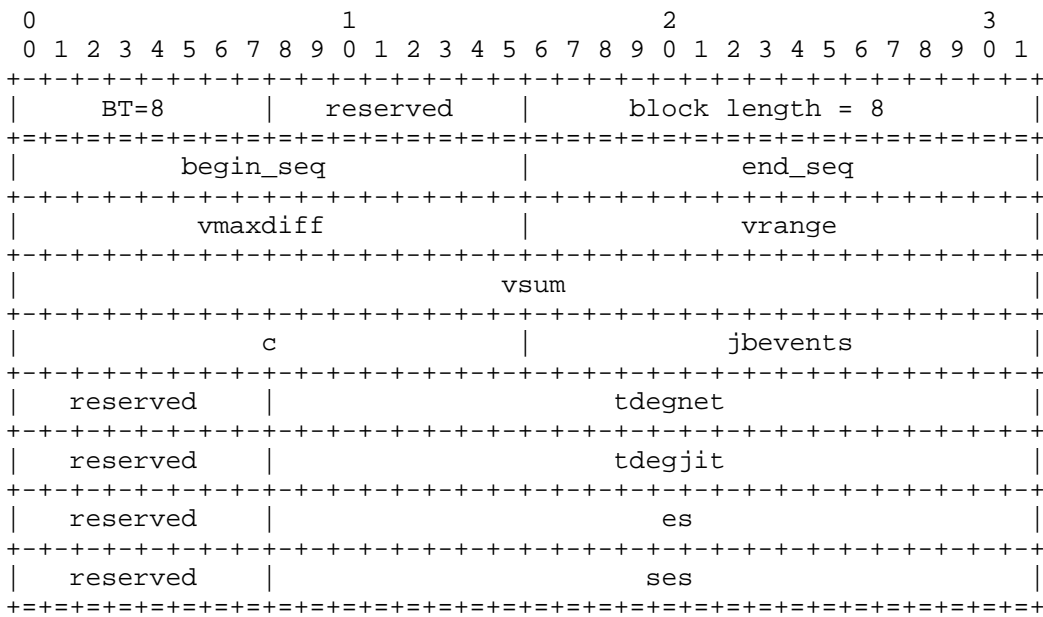 0                   1                   2                   3
 0 1 2 3 4 5 6 7 8 9 0 1 2 3 4 5 6 7 8 9 0 1 2 3 4 5 6 7 8 9 0 1
+-+-+-+-+-+-+-+-+-+-+-+-+-+-+-+-+-+-+-+-+-+-+-+-+-+-+-+-+-+-+-+-+
|     BT=8      |   reserved    |      block length = 8         |
+=+=+=+=+=+=+=+=+=+=+=+=+=+=+=+=+=+=+=+=+=+=+=+=+=+=+=+=+=+=+=+=+
|          begin_seq            |             end_seq           |
+-+-+-+-+-+-+-+-+-+-+-+-+-+-+-+-+-+-+-+-+-+-+-+-+-+-+-+-+-+-+-+-+
|           vmaxdiff            |             vrange            |
+-+-+-+-+-+-+-+-+-+-+-+-+-+-+-+-+-+-+-+-+-+-+-+-+-+-+-+-+-+-+-+-+
|                              vsum                             |
+-+-+-+-+-+-+-+-+-+-+-+-+-+-+-+-+-+-+-+-+-+-+-+-+-+-+-+-+-+-+-+-+
|               c               |            jbevents           |
+-+-+-+-+-+-+-+-+-+-+-+-+-+-+-+-+-+-+-+-+-+-+-+-+-+-+-+-+-+-+-+-+
|   reserved    |                     tdegnet                   |
+-+-+-+-+-+-+-+-+-+-+-+-+-+-+-+-+-+-+-+-+-+-+-+-+-+-+-+-+-+-+-+-+
|   reserved    |                     tdegjit                   |
+-+-+-+-+-+-+-+-+-+-+-+-+-+-+-+-+-+-+-+-+-+-+-+-+-+-+-+-+-+-+-+-+
|   reserved    |                        es                     |
+-+-+-+-+-+-+-+-+-+-+-+-+-+-+-+-+-+-+-+-+-+-+-+-+-+-+-+-+-+-+-+-+
|   reserved    |                       ses                     |
+=+=+=+=+=+=+=+=+=+=+=+=+=+=+=+=+=+=+=+=+=+=+=+=+=+=+=+=+=+=+=+=+